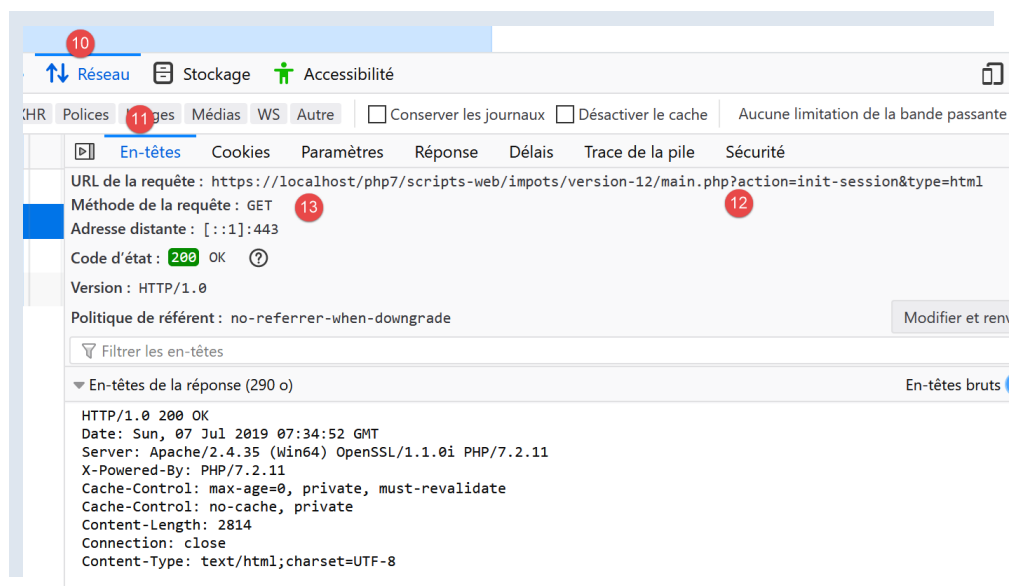 10
Réseau Stockage Accessibilité
XHR Polices 11 Médias WS Autre Conserver les journaux Désactiver le cache Aucune limitation de la bande passante
En-têtes Cookies Paramètres Réponse Délais Trace de la pile Sécurité
URL de la requête : https://localhost/php7/scripts-web/impots/version-12/main.php?action=init-session&type=html
Méthode de la requête : GET 13 12
Adresse distante : [::1]:443
Code d'état : 200 OK ?
Version : HTTP/1.0
Politique de référent : no-referrer-when-downgrade
Modifier et renv
Filtrer les en-têtes
En-têtes de la réponse (290 o) En-têtes bruts
HTTP/1.0 200 OK
Date: Sun, 07 Jul 2019 07:34:52 GMT
Server: Apache/2.4.35 (Win64) OpenSSL/1.1.0i PHP/7.2.11
X-Powered-By: PHP/7.2.11
Cache-Control: max-age=0, private, must-revalidate
Cache-Control: no-cache, private
Content-Length: 2814
Connection: close
Content-Type: text/html;charset=UTF-8